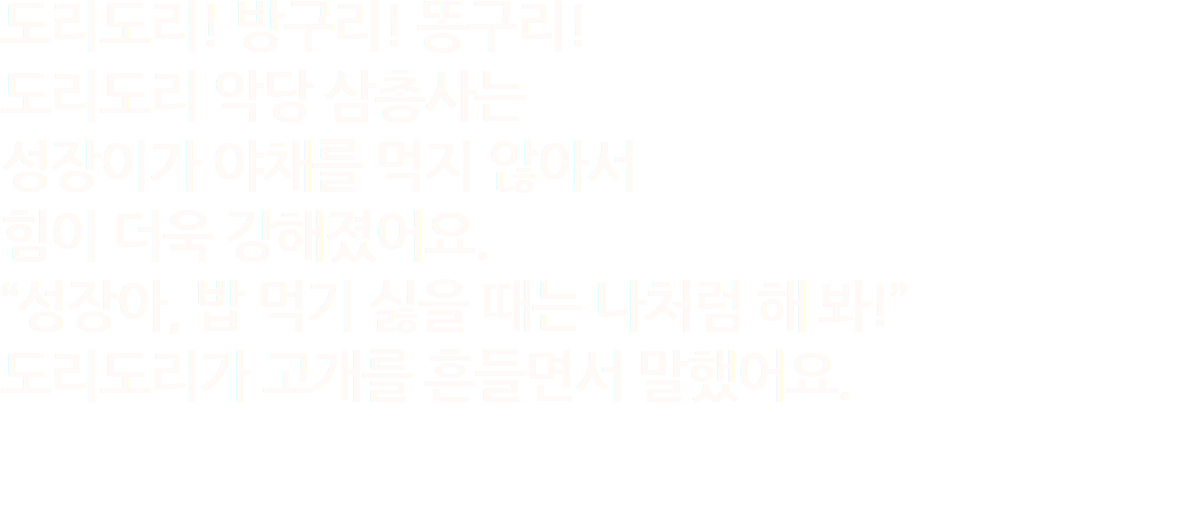 도리도리! 방구리! 똥구리!
도리도리 악당 삼총사는
성장이가 야채를 먹지 않아서
힘이 더욱 강해졌어요.
“성장아, 밥 먹기 싫을 때는 나처럼 해 봐!”
도리도리가 고개를 흔들면서 말했어요.